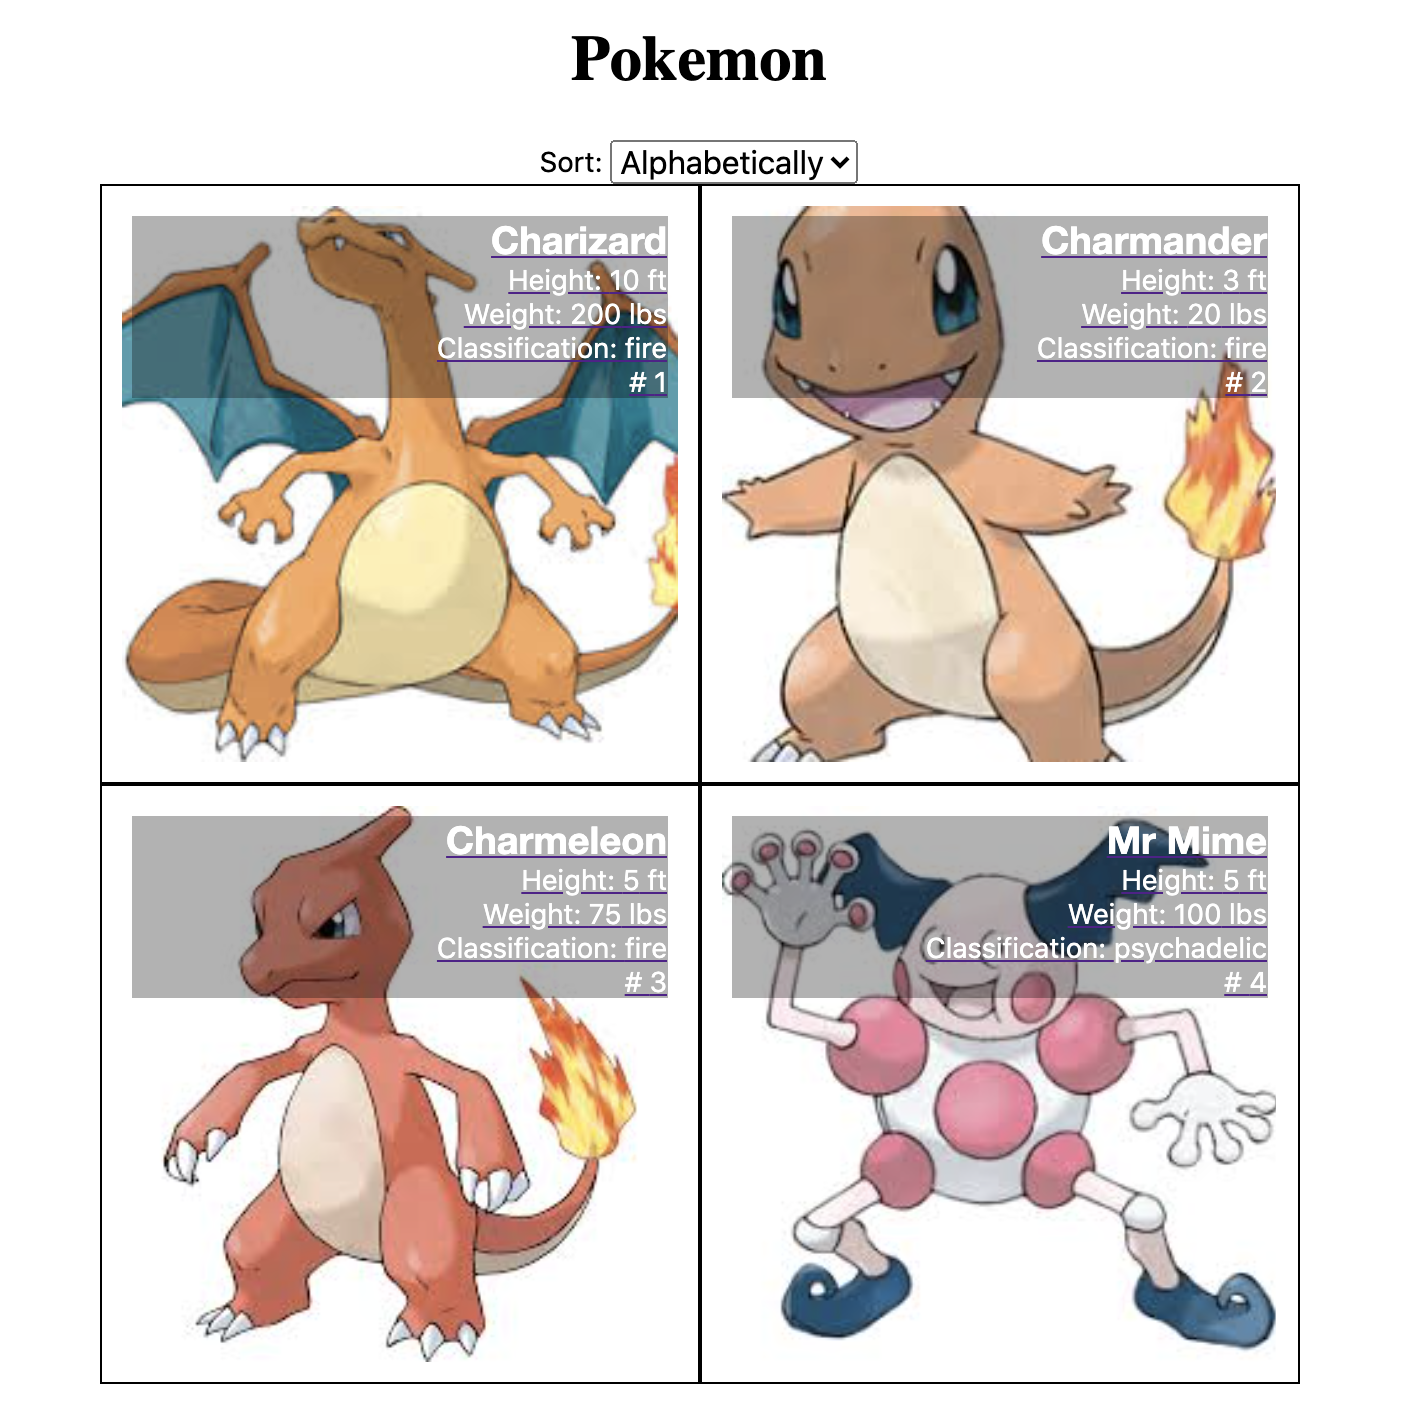 Pokemon
Sort: Alphabetically
Charizard
Height: 10 ft
Weight: 200 lbs
Classification: fire
# 1
Charmander
Height: 3 ft
Weight: 20 lbs
Classification: fire
# 2
Charmeleon
Height: 5 ft
Weight: 75 lbs
Classification: fire
# 3
Mr Mime
Height: 5 ft
Weight: 100 lbs
Classification: psychadelic
# 4